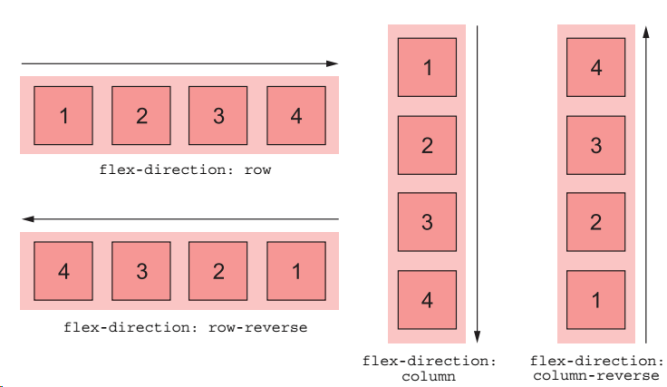 1 2 3 4
flex-direction: row
4 3 2 1
flex-direction: row-reverse
1
2
3
4
flex-direction:
column
4
3
2
1
flex-direction:
column-reverse